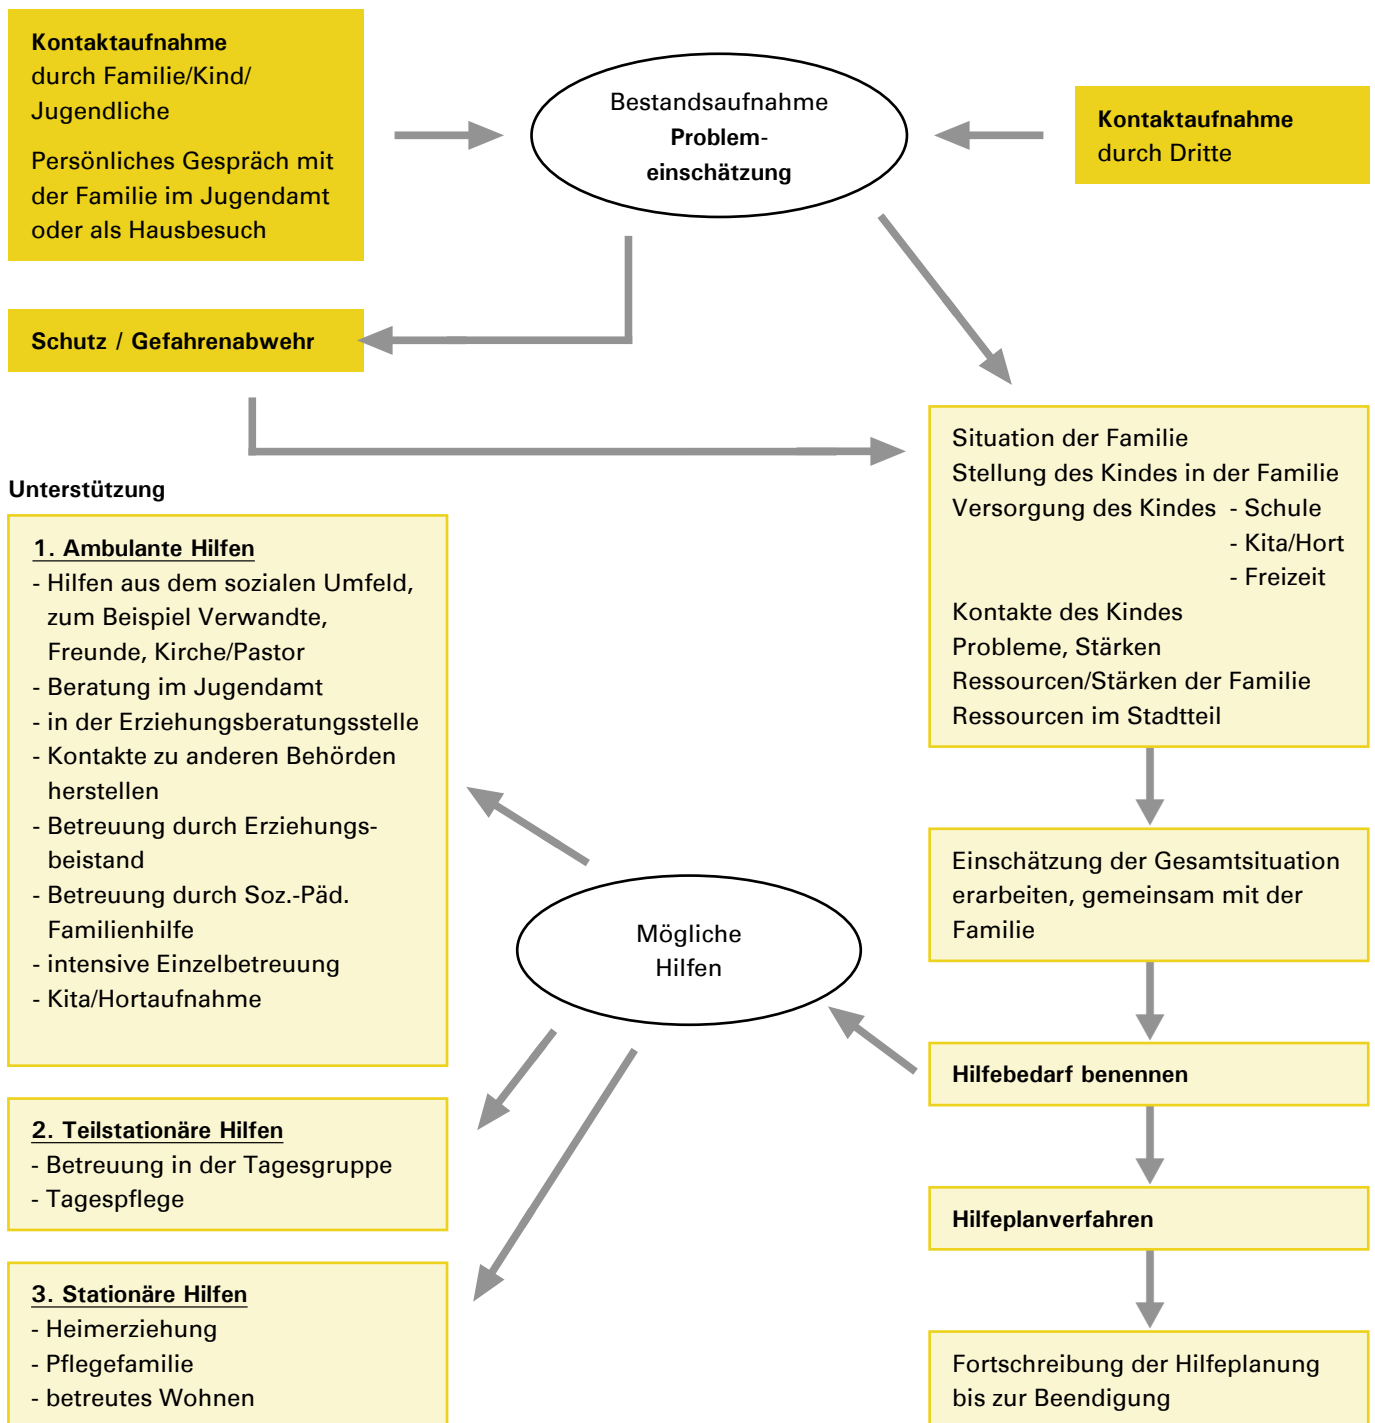 Kontaktaufnahme
durch Familie/Kind/
Jugendliche
Persönliches Gespräch mit
der Familie im Jugendamt
oder als Hausbesuch
Bestandsaufnahme
Problem-
einschätzung
Kontaktaufnahme
durch Dritte
Schutz / Gefahrenabwehr
Situation der Familie
Stellung des Kindes in der Familie
Versorgung des Kindes - Schule
- Kita/Hort
- Freizeit
Kontakte des Kindes
Probleme, Stärken
Ressourcen/Stärken der Familie
Ressourcen im Stadtteil
Unterstützung
1. Ambulante Hilfen
- Hilfen aus dem sozialen Umfeld,
zum Beispiel Verwandte,
Freunde, Kirche/Pastor
- Beratung im Jugendamt
- in der Erziehungsberatungsstelle
- Kontakte zu anderen Behörden
herstellen
- Betreuung durch Erziehungs-
beistand
- Betreuung durch Soz.-Päd.
Familienhilfe
- intensive Einzelbetreuung
- Kita/Hortaufnahme
Einschätzung der Gesamtsituation
erarbeiten, gemeinsam mit der
Familie
Mögliche
Hilfen
Hilfebedarf benennen
2. Teilstationäre Hilfen
- Betreuung in der Tagesgruppe
- Tagespflege
Hilfeplanverfahren
3. Stationäre Hilfen
- Heimerziehung
- Pflegefamilie
- betreutes Wohnen
Fortschreibung der Hilfeplanung
bis zur Beendigung